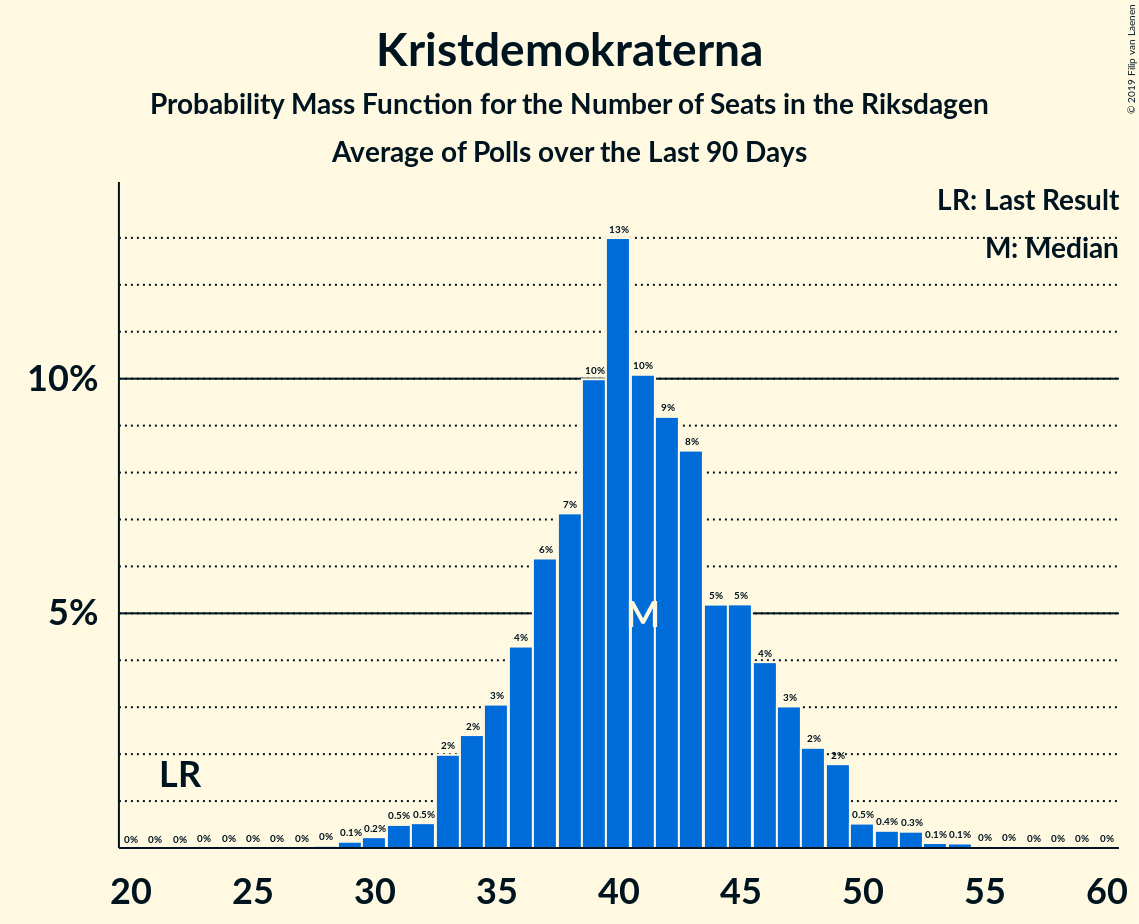 © 2019 Filip van Laenen
Kristdemokraterna
Probability Mass Function for the Number of Seats in the Riksdagen
Average of Polls over the Last 90 Days
LR: Last Result
M: Median
10%
5%
LR
M
0% 0% 0% 0% 0% 0% 0% 0% 0% 0.1% 0.2% 0.5% 0.5% 2% 2% 3% 4% 6% 7% 10% 13% 10% 9% 8% 5% 5% 4% 3% 2% 2% 0.5% 0.4% 0.3% 0.1% 0.1% 0% 0% 0% 0% 0% 0%
20 25 30 35 40 45 50 55 60